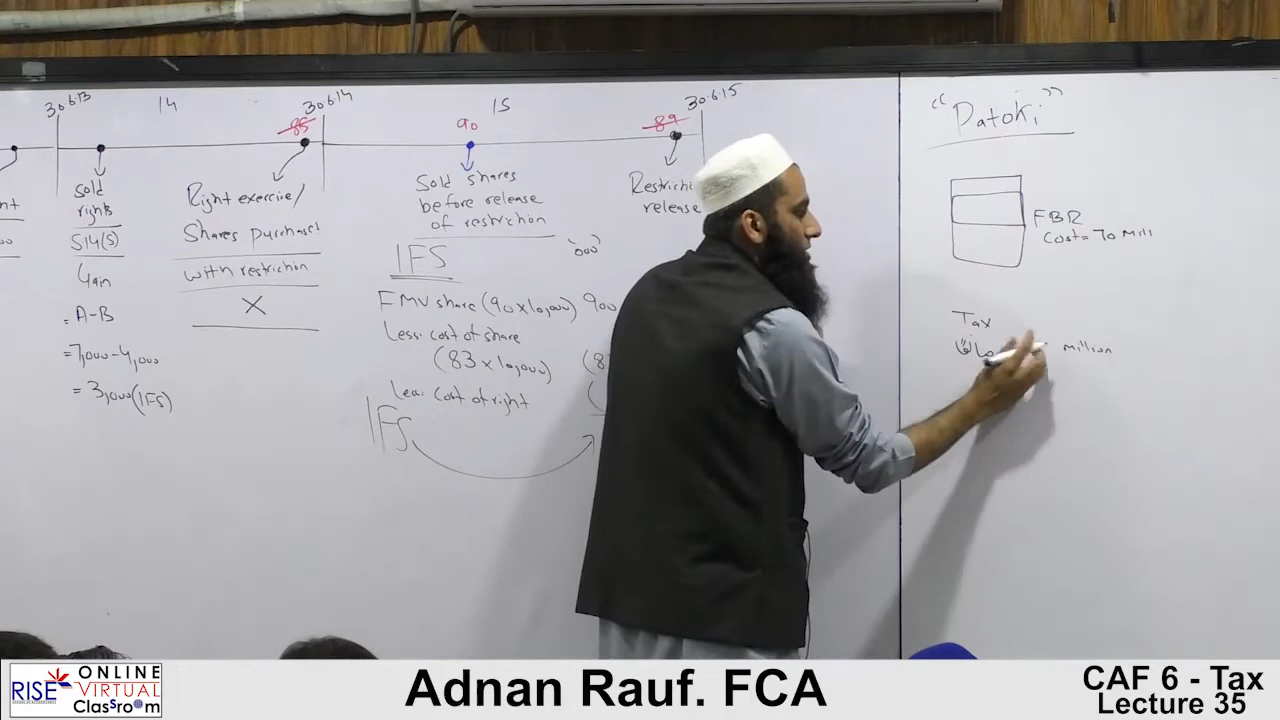 30.6.13
14
30.6.14
15
30.6.15
85
90
89
sold
rights
S14(5)
Gain
= A-B
= 7,000-4,000
= 3,000 (IFS)
Right exercise/
Shares purchased
with restriction
X
Sold shares
before release
of restriction
IFS
'000'
FMV share (90 x 10,000) 900
Less: cost of share
(83 x 10,000)
Less: cost of right
IFS
release
"Patoki"
FBR
Cost = 70 Mill
Tax
million
RISE
ONLINE
VIRTUAL
Classroom
Adnan Rauf. FCA
CAF 6 - Tax
Lecture 35